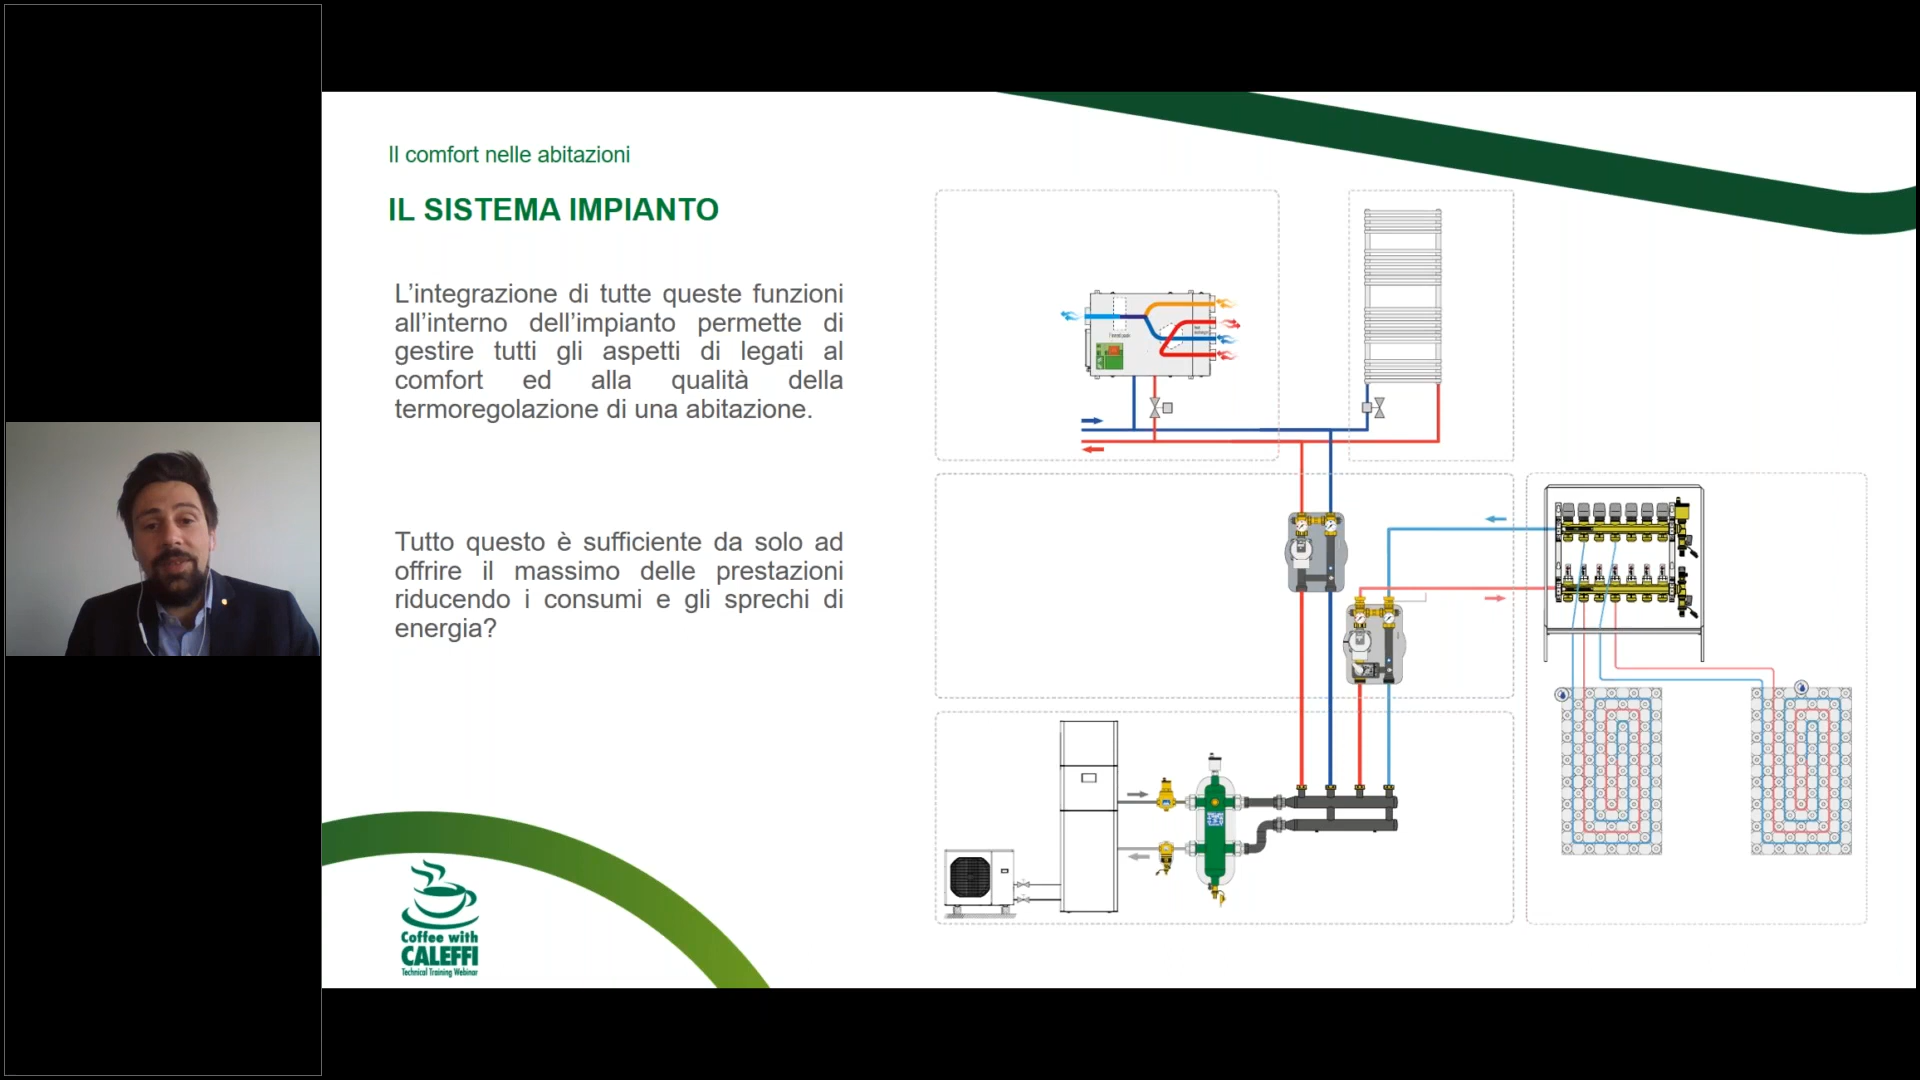 Il comfort nelle abitazioni
IL SISTEMA IMPIANTO
L’integrazione di tutte queste funzioni
all’interno dell’impianto permette di
gestire tutti gli aspetti di legati al
comfort ed alla qualità della
termoregolazione di una abitazione.
Tutto questo è sufficiente da solo ad
offrire il massimo delle prestazioni
riducendo i consumi e gli sprechi di
energia?
Coffee with
CALEFFI
Technical Training Webinar